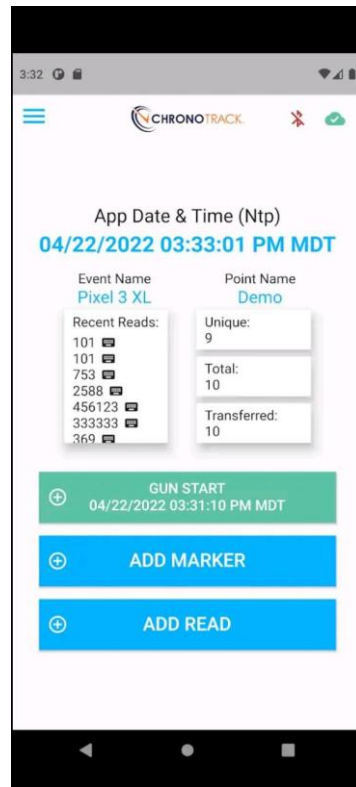 3:32
CHRONOTRACK
App Date & Time (Ntp)
04/22/2022 03:33:01 PM MDT
Event Name
Pixel 3 XL
Point Name
Demo
Recent Reads:
101
101
753
2588
456123
333333
369
Unique:
9
Total:
10
Transferred:
10
GUN START
04/22/2022 03:31:10 PM MDT
ADD MARKER
ADD READ